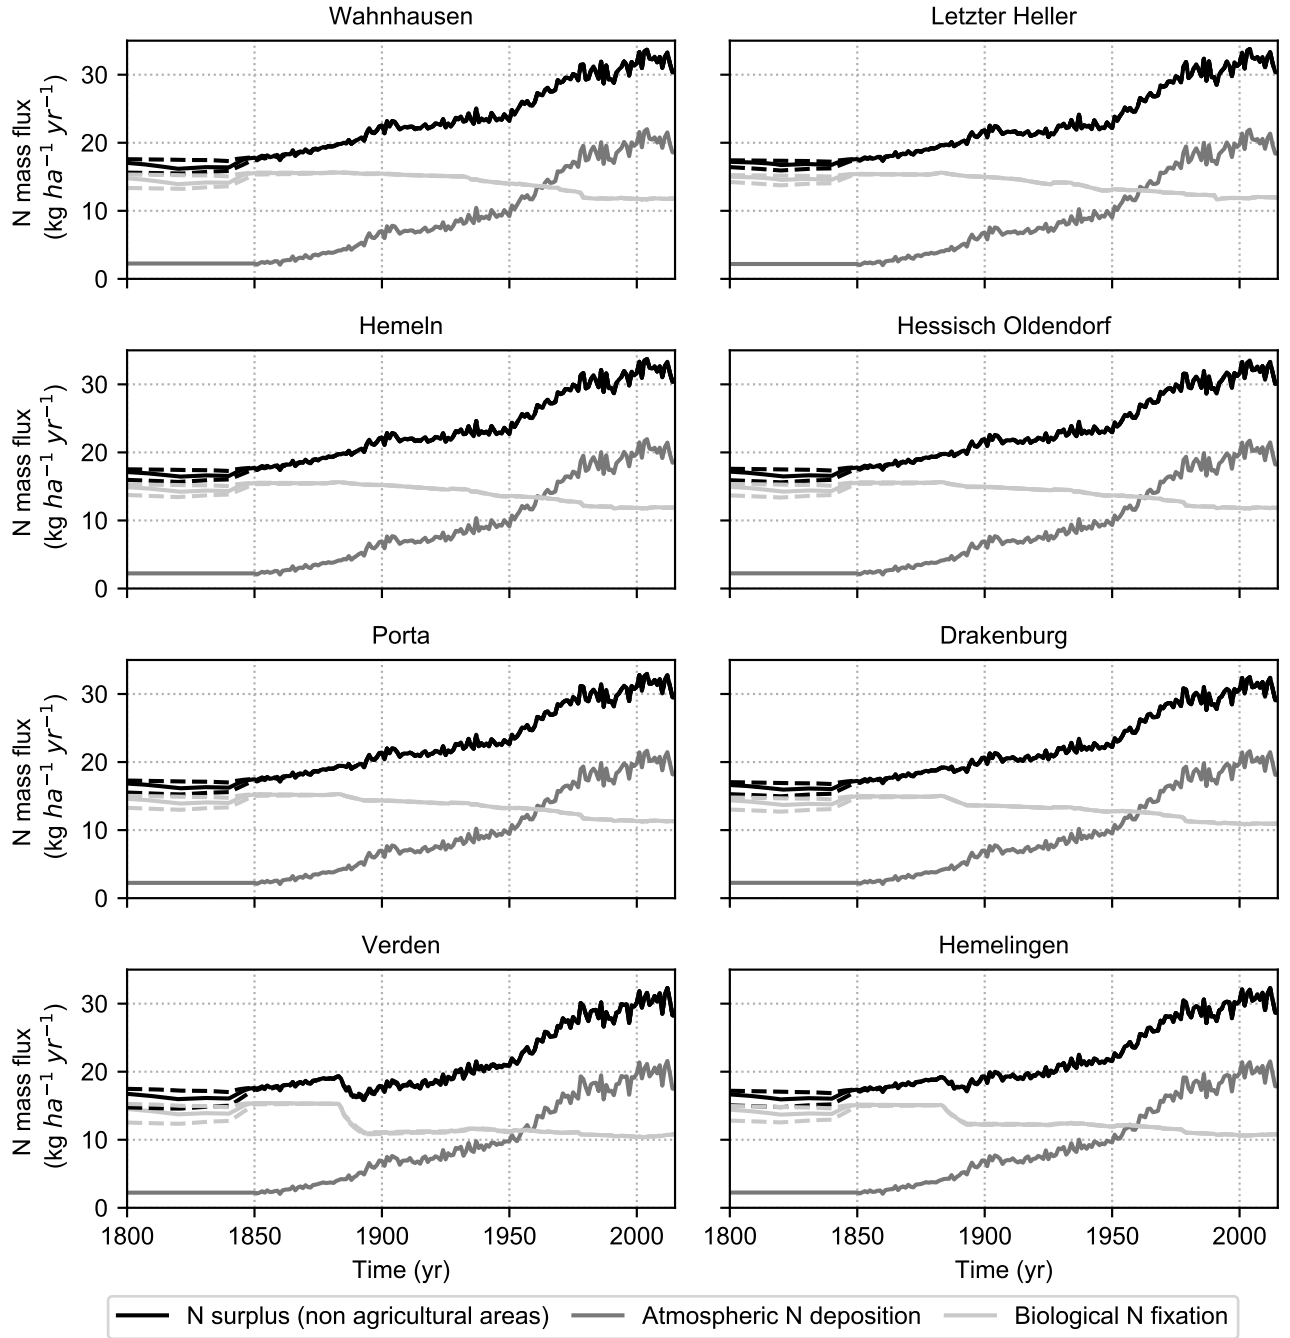 Wahnhausen
Letzter Heller
N mass flux
(kg ha⁻¹ yr⁻¹)
30
20
10
0
Hemeln
Hessisch Oldendorf
N mass flux
(kg ha⁻¹ yr⁻¹)
30
20
10
0
Porta
Drakenburg
N mass flux
(kg ha⁻¹ yr⁻¹)
30
20
10
0
Verden
Hemelingen
N mass flux
(kg ha⁻¹ yr⁻¹)
30
20
10
0
1800 1850 1900 1950 2000
1800 1850 1900 1950 2000
Time (yr)
Time (yr)
N surplus (non agricultural areas) Atmospheric N deposition Biological N fixation